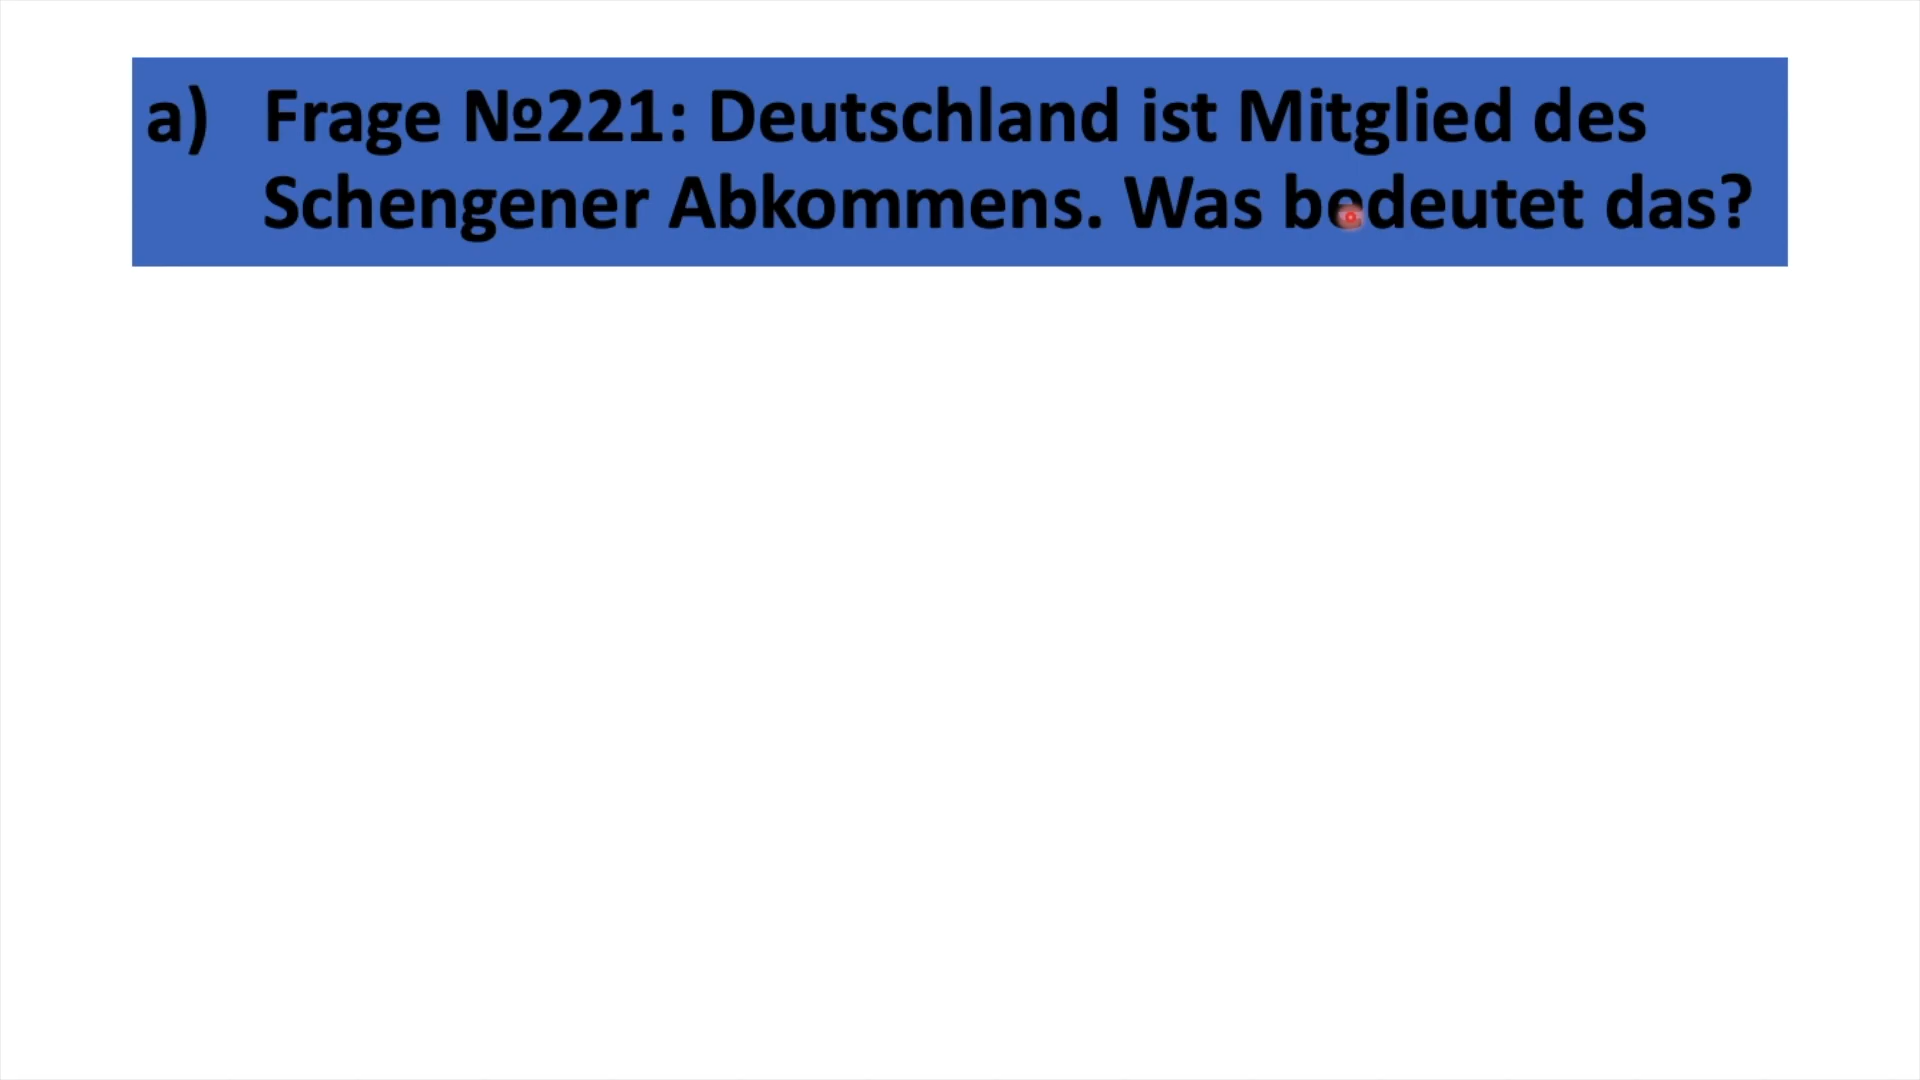 a) Frage №221: Deutschland ist Mitglied des
Schengener Abkommens. Was bedeutet das?